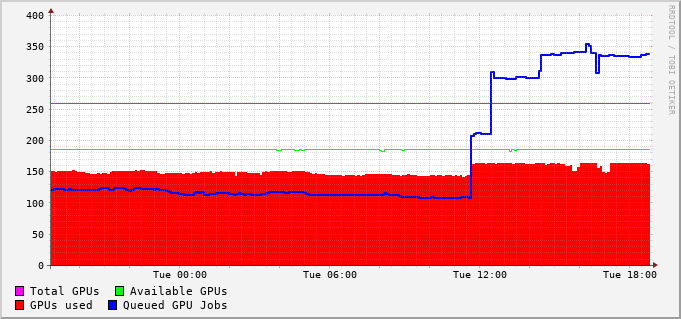 400
350
300
250
200
150
100
50
0
Tue 00:00 Tue 06:00 Tue 12:00 Tue 18:00
Total GPUs Available GPUs
GPUs used Queued GPU Jobs
RRDTOOL / TOBI OETIKER